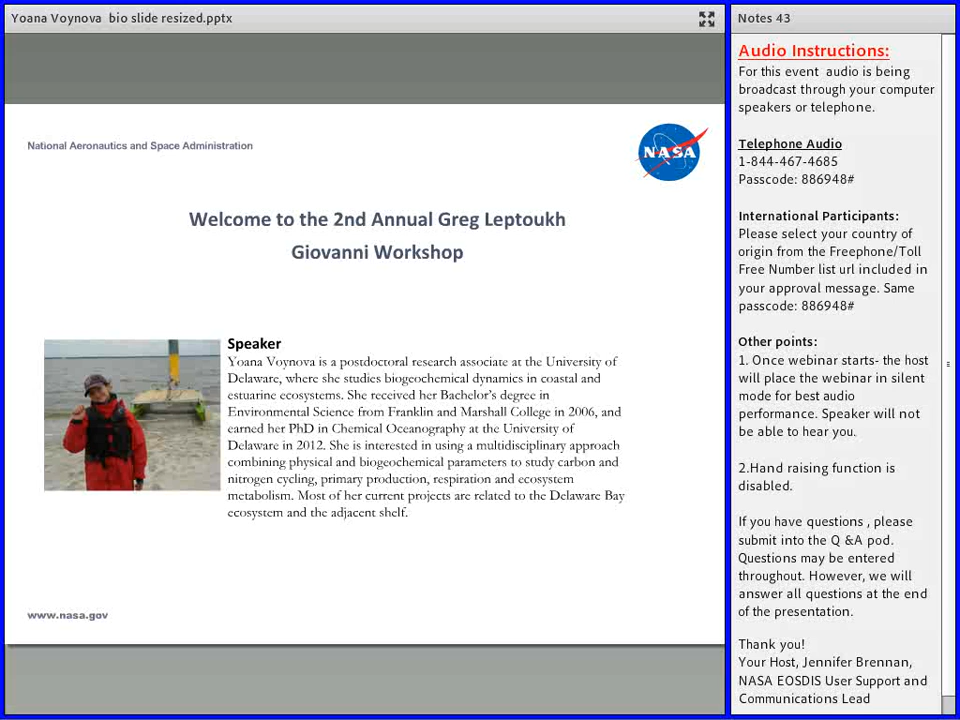 Yoana Voynova  bio slide resized.pptx
National Aeronautics and Space Administration
NASA
Welcome to the 2nd Annual Greg Leptoukh
Giovanni Workshop
Speaker
Yoana Voynova is a postdoctoral research associate at the University of
Delaware, where she studies biogeochemical dynamics in coastal and
estuarine ecosystems. She received her Bachelor's degree in
Environmental Science from Franklin and Marshall College in 2006, and
earned her PhD in Chemical Oceanography at the University of
Delaware in 2012. She is interested in using a multidisciplinary approach
combining physical and biogeochemical parameters to study carbon and
nitrogen cycling, primary production, respiration and ecosystem
metabolism. Most of her current projects are related to the Delaware Bay
ecosystem and the adjacent shelf.
www.nasa.gov
Notes 43
Audio Instructions:
For this event  audio is being
broadcast through your computer
speakers or telephone.
Telephone Audio
1-844-467-4685
Passcode: 886948#
International Participants:
Please select your country of
origin from the Freephone/Toll
Free Number list url included in
your approval message. Same
passcode: 886948#
Other points:
1. Once webinar starts- the host
will place the webinar in silent
mode for best audio
performance. Speaker will not
be able to hear you.
2.Hand raising function is
disabled.
If you have questions , please
submit into the Q &A pod.
Questions may be entered
throughout. However, we will
answer all questions at the end
of the presentation.
Thank you!
Your Host, Jennifer Brennan,
NASA EOSDIS User Support and
Communications Lead